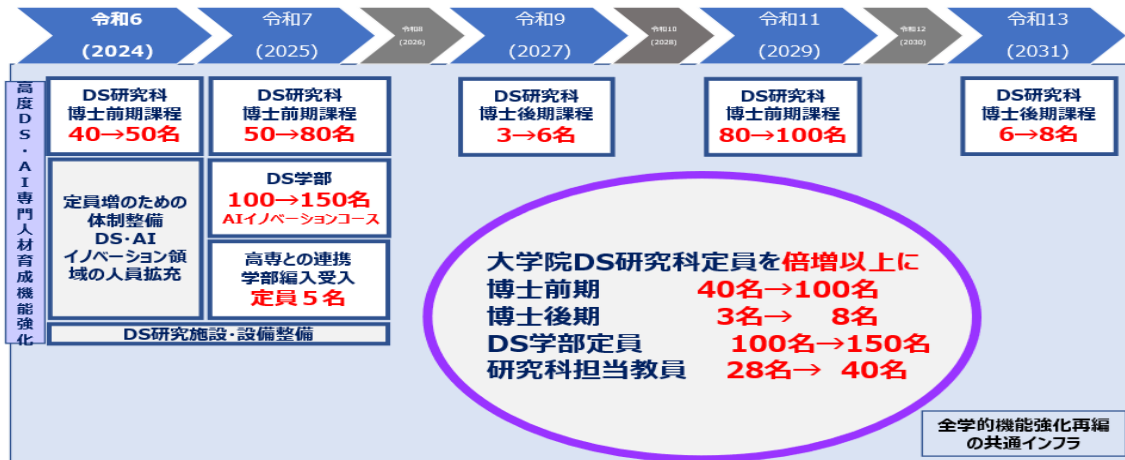 令和6
(2024)
令和7
(2025)
令和8
(2026)
令和9
(2027)
令和10
(2028)
令和11
(2029)
令和12
(2030)
令和13
(2031)
高度DS・AI専門人材育成機能強化
DS研究科
博士前期課程
40→50名
DS研究科
博士前期課程
50→80名
DS研究科
博士後期課程
3→6名
DS研究科
博士前期課程
80→100名
DS研究科
博士後期課程
6→8名
定員増のための
体制整備
DS・AI
イノベーション領
域の人員拡充
DS学部
100→150名
AIイノベーションコース
高専との連携
学部編入受入
定員５名
DS研究施設・設備整備
大学院DS研究科定員を倍増以上に
博士前期 40名→100名
博士後期 3名→ 8名
DS学部定員 100名→150名
研究科担当教員 28名→ 40名
全学的機能強化再編
の共通インフラ